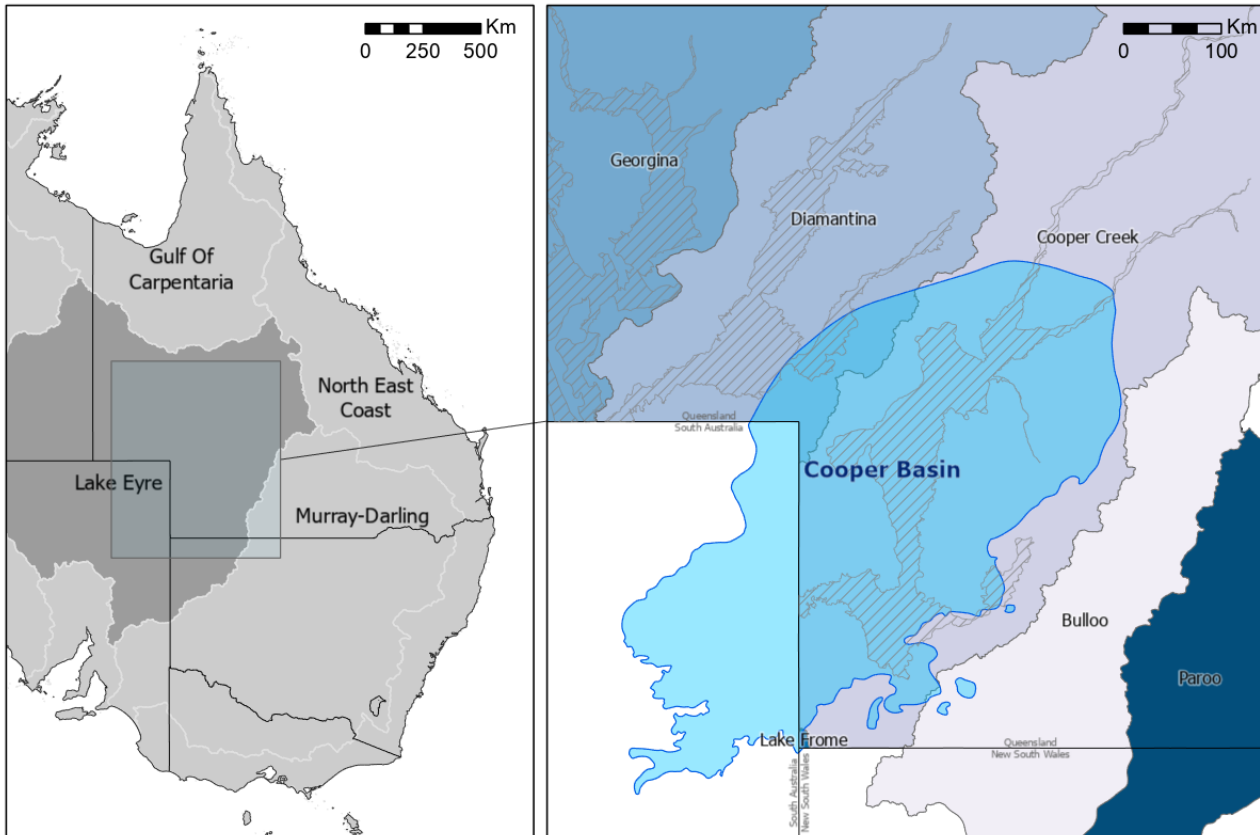 Km
0 250 500
Gulf Of
Carpentaria
North East
Coast
Lake Eyre
Murray-Darling
Km
0 100
Georgina
Diamantina
Cooper Creek
Queensland
South Australia
Cooper Basin
Bulloo
Paroo
Lake Frome
Queensland
New South Wales
South Australia
New South Wales